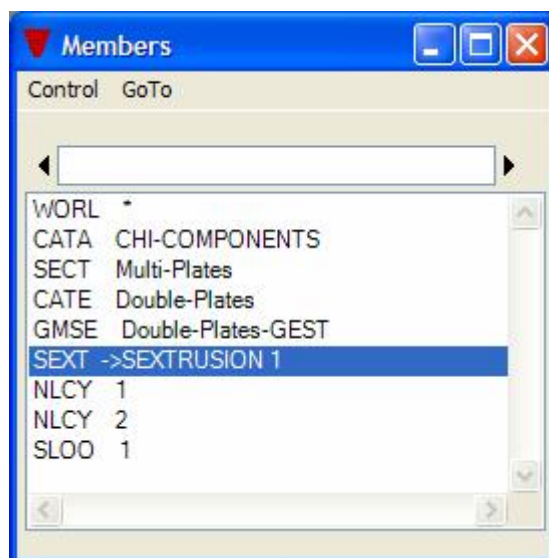 Members
Control GoTo
WORL *
CATA CHI-COMPONENTS
SECT Multi-Plates
CATE Double-Plates
GMSE Double-Plates-GEST
SEXT ->SEXTRUSION 1
NLCY 1
NLCY 2
SLOO 1